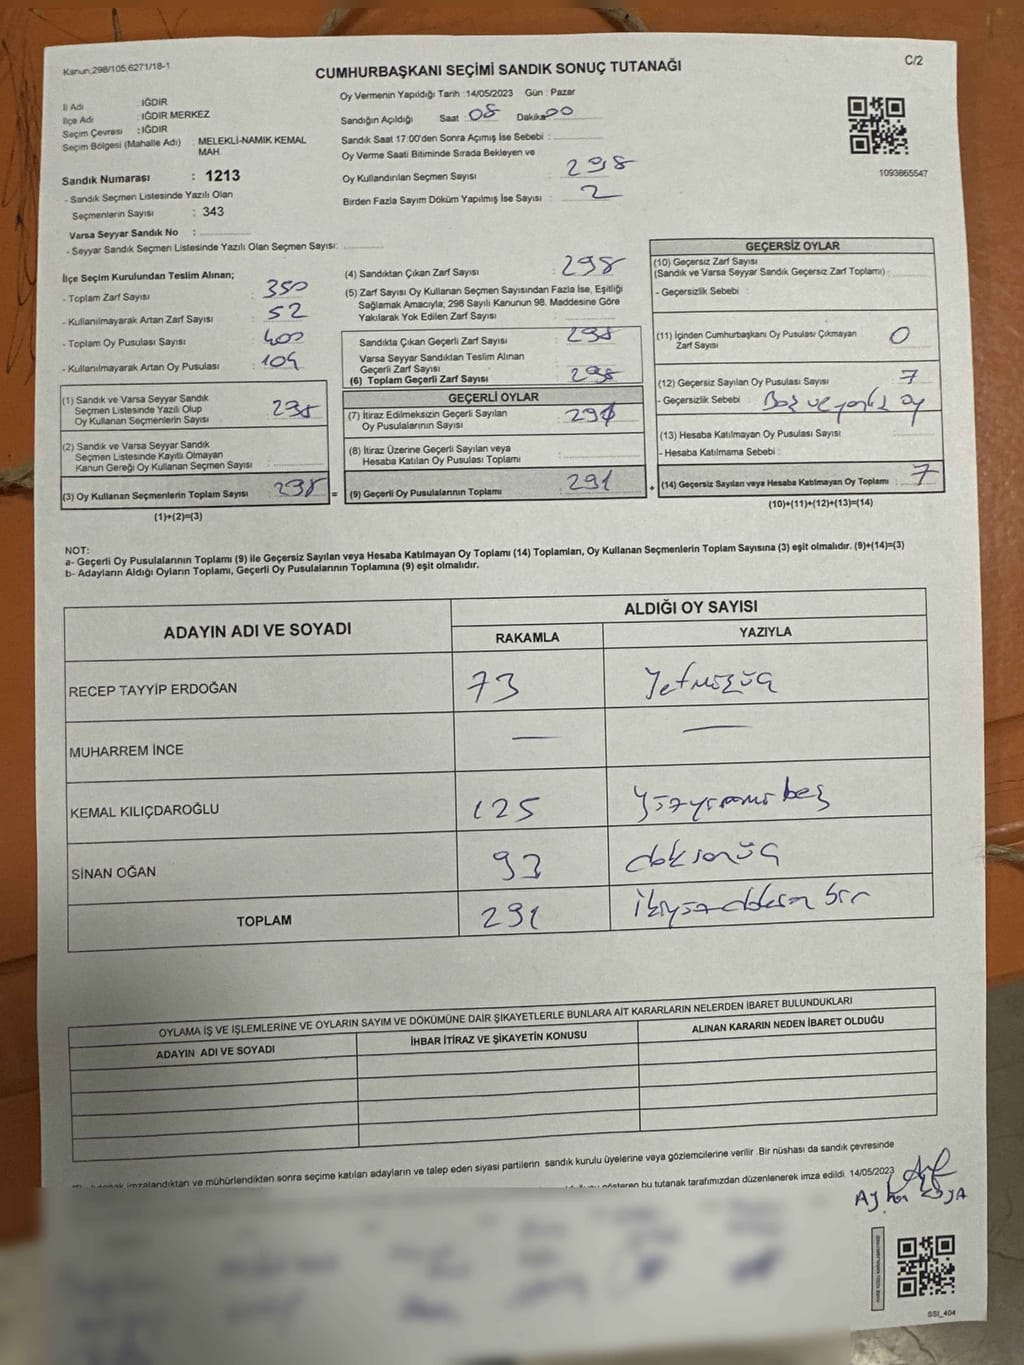 Kanun;298/105,6271/18-1
C/2
CUMHURBAŞKANI SEÇİMİ SANDIK SONUÇ TUTANAĞI
İl Adı : IĞDIR
İlçe Adı : IĞDIR MERKEZ
Seçim Çevresi : IĞDIR
Seçim Bölgesi (Mahalle Adı) : MELEKLİ-NAMIK KEMAL
MAH.
Sandık Numarası : 1213
- Sandık Seçmen Listesinde Yazılı Olan
Seçmenlerin Sayısı : 343
Varsa Seyyar Sandık No :
- Seyyar Sandık Seçmen Listesinde Yazılı Olan Seçmen Sayısı:
Oy Vermenin Yapıldığı Tarih :14/05/2023 Gün : Pazar
Sandığın Açıldığı Saat :08 Dakika 00
Sandık Saat 17:00'den Sonra Açmış İse Sebebi :
Oy Verme Saati Bitiminde Sırada Bekleyen ve
Oy Kullandırılan Seçmen Sayısı : 298
Birden Fazla Sayım Döküm Yapılmış İse Sayısı : 2
1093865547
İlçe Seçim Kurulundan Teslim Alınan;
- Toplam Zarf Sayısı : 350
- Kullanılmayarak Artan Zarf Sayısı : 52
- Toplam Oy Pusulası Sayısı : 400
- Kullanılmayarak Artan Oy Pusulası : 104
(1) Sandık ve Varsa Seyyar Sandık
Seçmen Listesinde Yazılı Olup
Oy Kullanan Seçmenlerin Sayısı : 298
(2) Sandık ve Varsa Seyyar Sandık
Seçmen Listesinde Kayıtlı Olmayan
Kanun Gereği Oy Kullanan Seçmen Sayısı :
(3) Oy Kullanan Seçmenlerin Toplam Sayısı : 298 =
(1)+(2)=(3)
(4) Sandıktan Çıkan Zarf Sayısı : 298
(5) Zarf Sayısı Oy Kullanan Seçmen Sayısından Fazla İse, Eşitliği
Sağlamak Amacıyla; 298 Sayılı Kanunun 98. Maddesine Göre
Yakılarak Yok Edilen Zarf Sayısı :
Sandıkta Çıkan Geçerli Zarf Sayısı : 298
Varsa Seyyar Sandıktan Teslim Alınan
Geçerli Zarf Sayısı :
(6) Toplam Geçerli Zarf Sayısı : 298
GEÇERLİ OYLAR
(7) İtiraz Edilmeksizin Geçerli Sayılan
Oy Pusulalarının Sayısı : 291
(8) İtiraz Üzerine Geçerli Sayılan veya
Hesaba Katılan Oy Pusulası Toplamı :
(9) Geçerli Oy Pusulalarının Toplamı : 291 +
GEÇERSİZ OYLAR
(10) Geçersiz Zarf Sayısı
(Sandık ve Varsa Seyyar Sandık Geçersiz Zarf Toplamı) :
- Geçersizlik Sebebi :
(11) İçinden Cumhurbaşkanı Oy Pusulası Çıkmayan
Zarf Sayısı : 0
(12) Geçersiz Sayılan Oy Pusulası Sayısı : 7
- Geçersizlik Sebebi : Boş ve yanlış oy
(13) Hesaba Katılmayan Oy Pusulası Sayısı :
- Hesaba Katılmama Sebebi :
(14) Geçersiz Sayılan veya Hesaba Katılmayan Oy Toplamı : 7
(10)+(11)+(12)+(13)=(14)
NOT:
a- Geçerli Oy Pusulalarının Toplamı (9) ile Geçersiz Sayılan veya Hesaba Katılmayan Oy Toplamı (14) Toplamları, Oy Kullanan Seçmenlerin Toplam Sayısına (3) eşit olmalıdır. (9)+(14)=(3)
b- Adayların Aldığı Oyların Toplamı, Geçerli Oy Pusulalarının Toplamına (9) eşit olmalıdır.
ADAYIN ADI VE SOYADI
ALDIĞI OY SAYISI
RAKAMLA YAZIYLA
RECEP TAYYİP ERDOĞAN 73 Yetmişüç
MUHARREM İNCE — —
KEMAL KILIÇDAROĞLU 125 Yüzyirmi beş
SİNAN OĞAN 93 doksanüç
TOPLAM 291 ikiyüzdoksan bir
OYLAMA İŞ VE İŞLEMLERİNE VE OYLARIN SAYIM VE DÖKÜMÜNE DAİR ŞİKAYETLERLE BUNLARA AİT KARARLARIN NELERDEN İBARET BULUNDUKLARI
ADAYIN ADI VE SOYADI İHBAR İTİRAZ VE ŞİKAYETİN KONUSU ALINAN KARARIN NEDEN İBARET OLDUĞU
tutanak imzalandıktan ve mühürlendikten sonra seçime katılan adayların ve talep eden siyasi partilerin sandık kurulu üyelerine veya gözlemcilerine verilir. Bir nüshası da sandık çevresinde
gösteren bu tutanak tarafımızdan düzenlenerek imza edildi. 14/05/2023
SSI_404